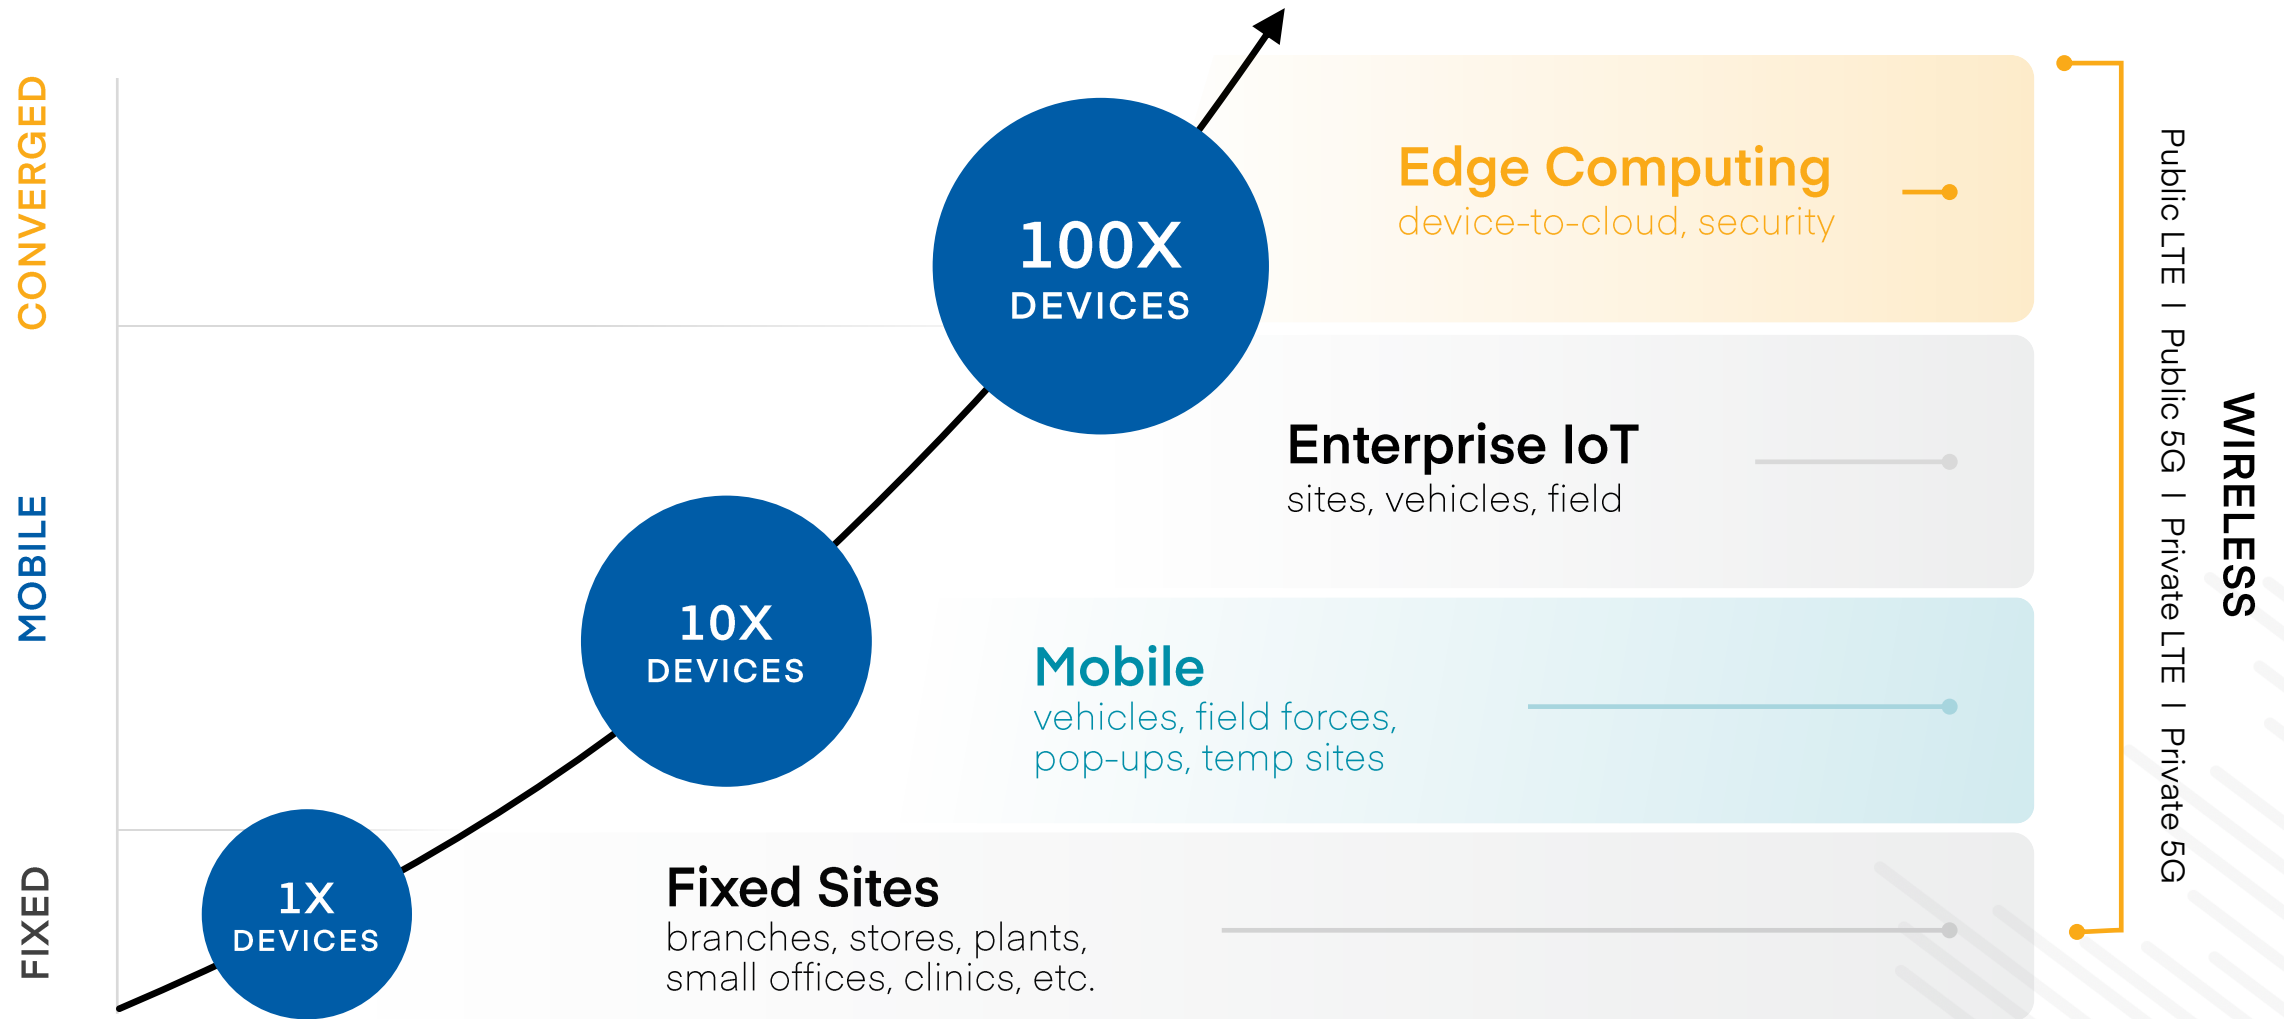 CONVERGED
MOBILE
FIXED
100X
DEVICES
10X
DEVICES
1X
DEVICES
Edge Computing
device-to-cloud, security
Enterprise IoT
sites, vehicles, field
Mobile
vehicles, field forces,
pop-ups, temp sites
Fixed Sites
branches, stores, plants,
small offices, clinics, etc.
Public LTE | Public 5G | Private LTE | Private 5G
WIRELESS